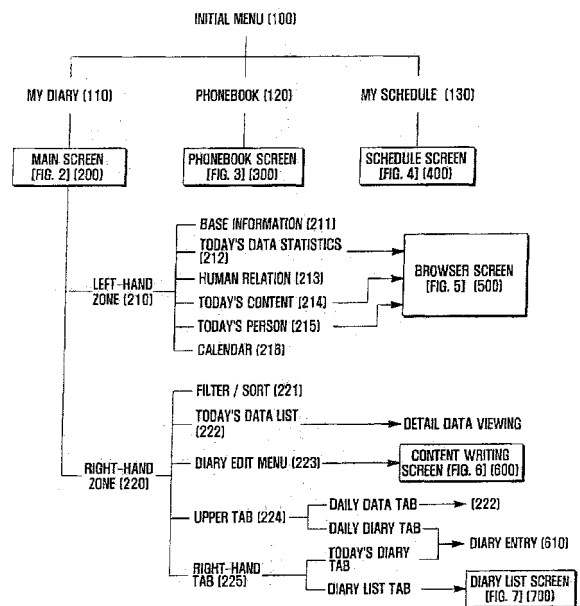 INITIAL MENU (100)
MY DIARY (110)
PHONEBOOK (120)
MY SCHEDULE (130)
MAIN SCREEN
[FIG. 2] (200)
PHONEBOOK SCREEN
[FIG. 3] (300)
SCHEDULE SCREEN
[FIG. 4] (400)
LEFT-HAND
ZONE (210)
BASE INFORMATION (211)
TODAY'S DATA STATISTICS
(212)
HUMAN RELATION (213)
TODAY'S CONTENT (214)
TODAY'S PERSON (215)
CALENDAR (216)
BROWSER SCREEN
[FIG. 5] (500)
RIGHT-HAND
ZONE (220)
FILTER / SORT (221)
TODAY'S DATA LIST
(222)
DETAIL DATA VIEWING
DIARY EDIT MENU (223)
CONTENT WRITING
SCREEN [FIG. 6] (600)
UPPER TAB (224)
DAILY DATA TAB
(222)
DAILY DIARY TAB
RIGHT-HAND
TAB (225)
TODAY'S DIARY
TAB
DIARY ENTRY (610)
DIARY LIST TAB
DIARY LIST SCREEN
[FIG. 7] (700)